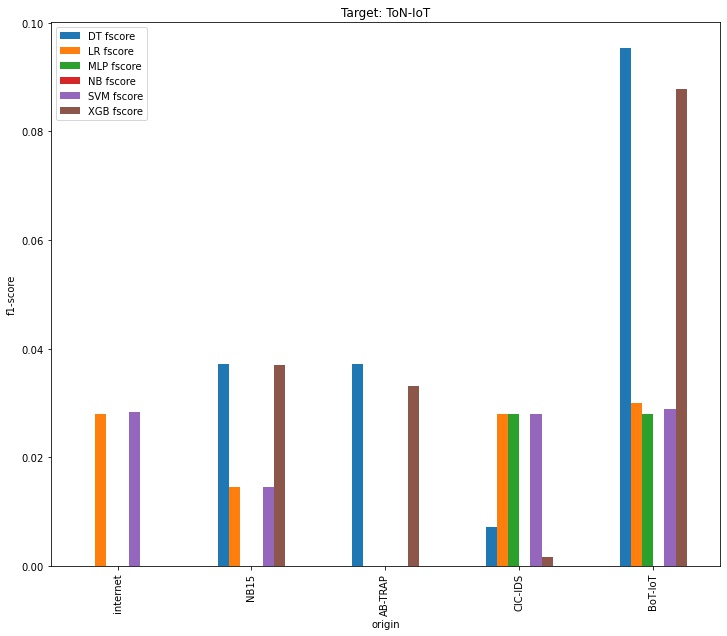 Target: ToN-IoT
DT fscore
LR fscore
MLP fscore
NB fscore
SVM fscore
XGB fscore
0.10
0.08
0.06
0.04
0.02
0.00
f1-score
internet
NB15
AB-TRAP
CIC-IDS
BoT-IoT
origin